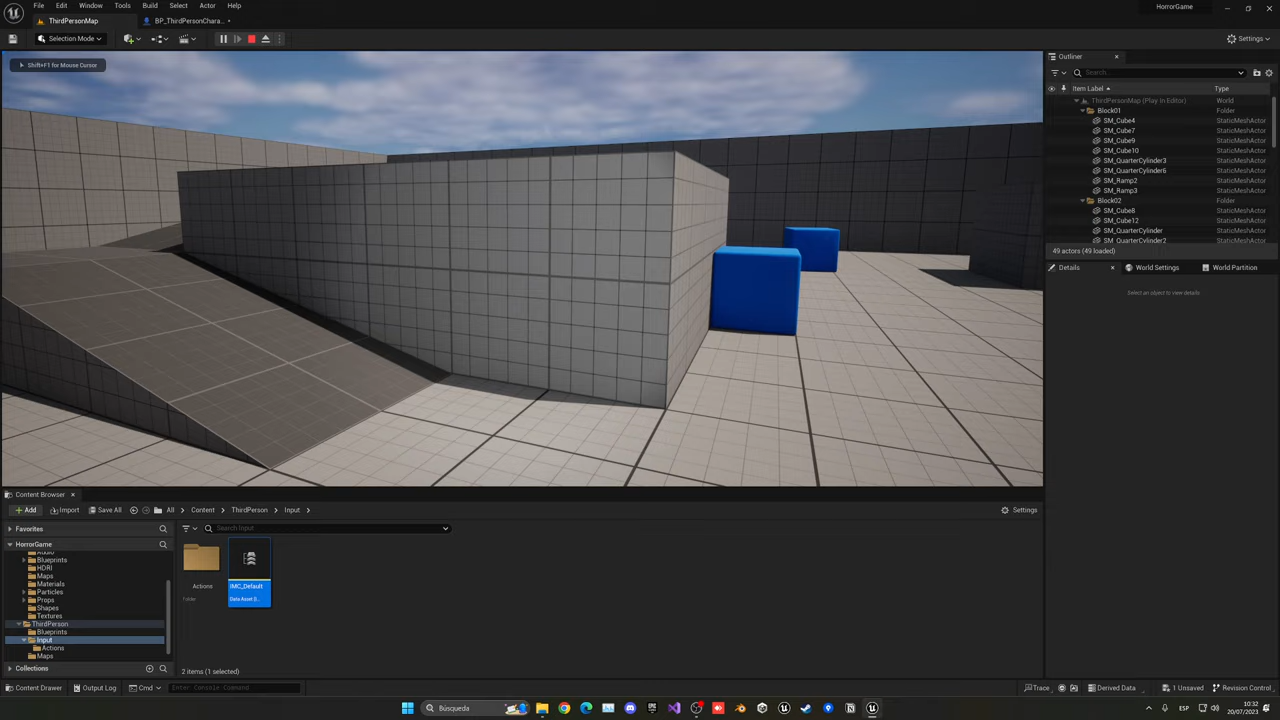 File Edit Window Tools Build Select Actor Help
HorrorGame
ThirdPersonMap
BP_ThirdPersonChara...
Selection Mode
Settings
Shift+F1 for Mouse Cursor
Outliner
Search...
Item Label
Type
ThirdPersonMap (Play In Editor) World
Block01 Folder
SM_Cube4 StaticMeshActor
SM_Cube7 StaticMeshActor
SM_Cube9 StaticMeshActor
SM_Cube10 StaticMeshActor
SM_QuarterCylinder3 StaticMeshActor
SM_QuarterCylinder6 StaticMeshActor
SM_Ramp2 StaticMeshActor
SM_Ramp3 StaticMeshActor
Block02 Folder
SM_Cube8 StaticMeshActor
SM_Cube12 StaticMeshActor
SM_QuarterCylinder StaticMeshActor
SM_QuarterCylinder2 StaticMeshActor
49 actors (49 loaded)
Details World Settings World Partition
Select an object to view details.
Content Browser
Add Import Save All All Content ThirdPerson Input
Settings
Favorites
HorrorGame
Audio
Blueprints
HDRI
Maps
Materials
Particles
Props
Shapes
Textures
ThirdPerson
Blueprints
Input
Actions
Maps
Collections
Search Input
Actions
Folder
IMC_Default
Data Asset (I...
2 items (1 selected)
Content Drawer Output Log Cmd Enter Console Command
Trace Derived Data 1 Unsaved Revision Control
Búsqueda
ESP
10:32
20/07/2023